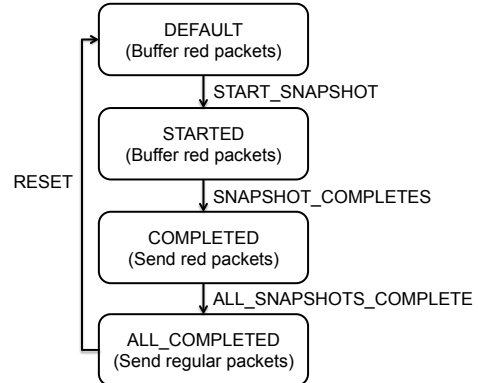 DEFAULT
(Buffer red packets)
START_SNAPSHOT
STARTED
(Buffer red packets)
RESET
SNAPSHOT_COMPLETES
COMPLETED
(Send red packets)
ALL_SNAPSHOTS_COMPLETE
ALL_COMPLETED
(Send regular packets)